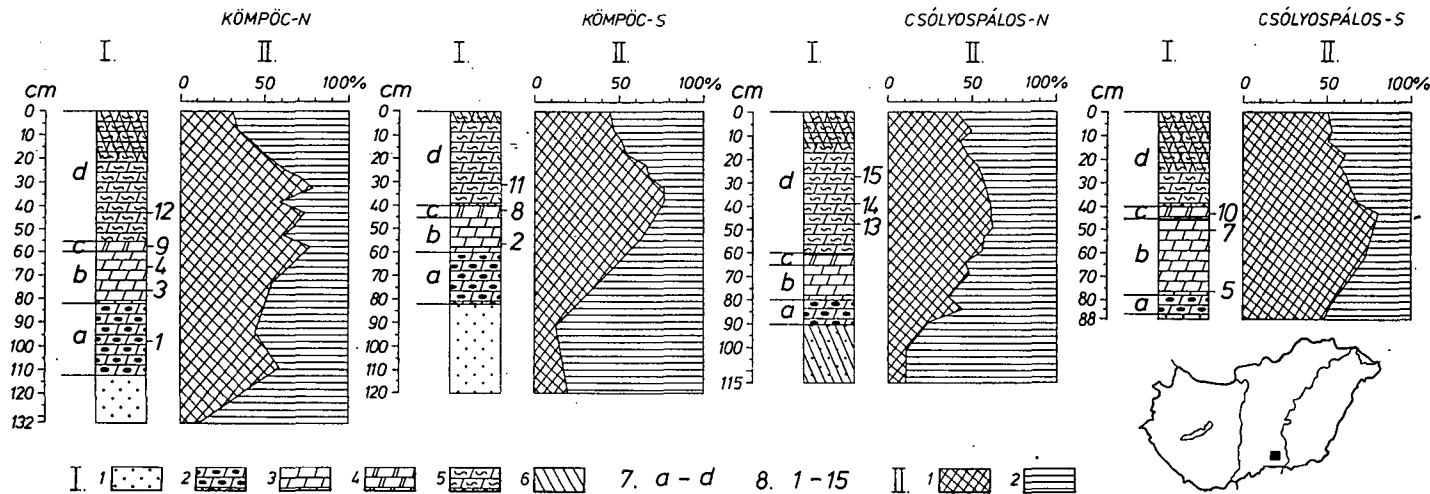 KÖMPÖC-N
I. II.
0 50 100%
cm
0
10
20
30
40
50
60
70
80
90
100
110
120
132
d
c
b
a
12
9
4
3
1
KÖMPÖC-S
I. II.
0 50 100%
cm
0
10
20
30
40
50
60
70
80
90
100
110
120
d
c
b
a
11
8
2
CSÓLYOSPÁLOS-N
I. II.
0 50 100%
cm
0
10
20
30
40
50
60
70
80
90
100
115
d
c
b
a
15
14
13
CSÓLYOSPÁLOS-S
I. II.
0 50 100%
cm
0
10
20
30
40
50
60
70
80
88
d
c
b
a
10
7
5
I. 1 2 3 4 5 6 7. a-d 8. 1-15 II. 1 2